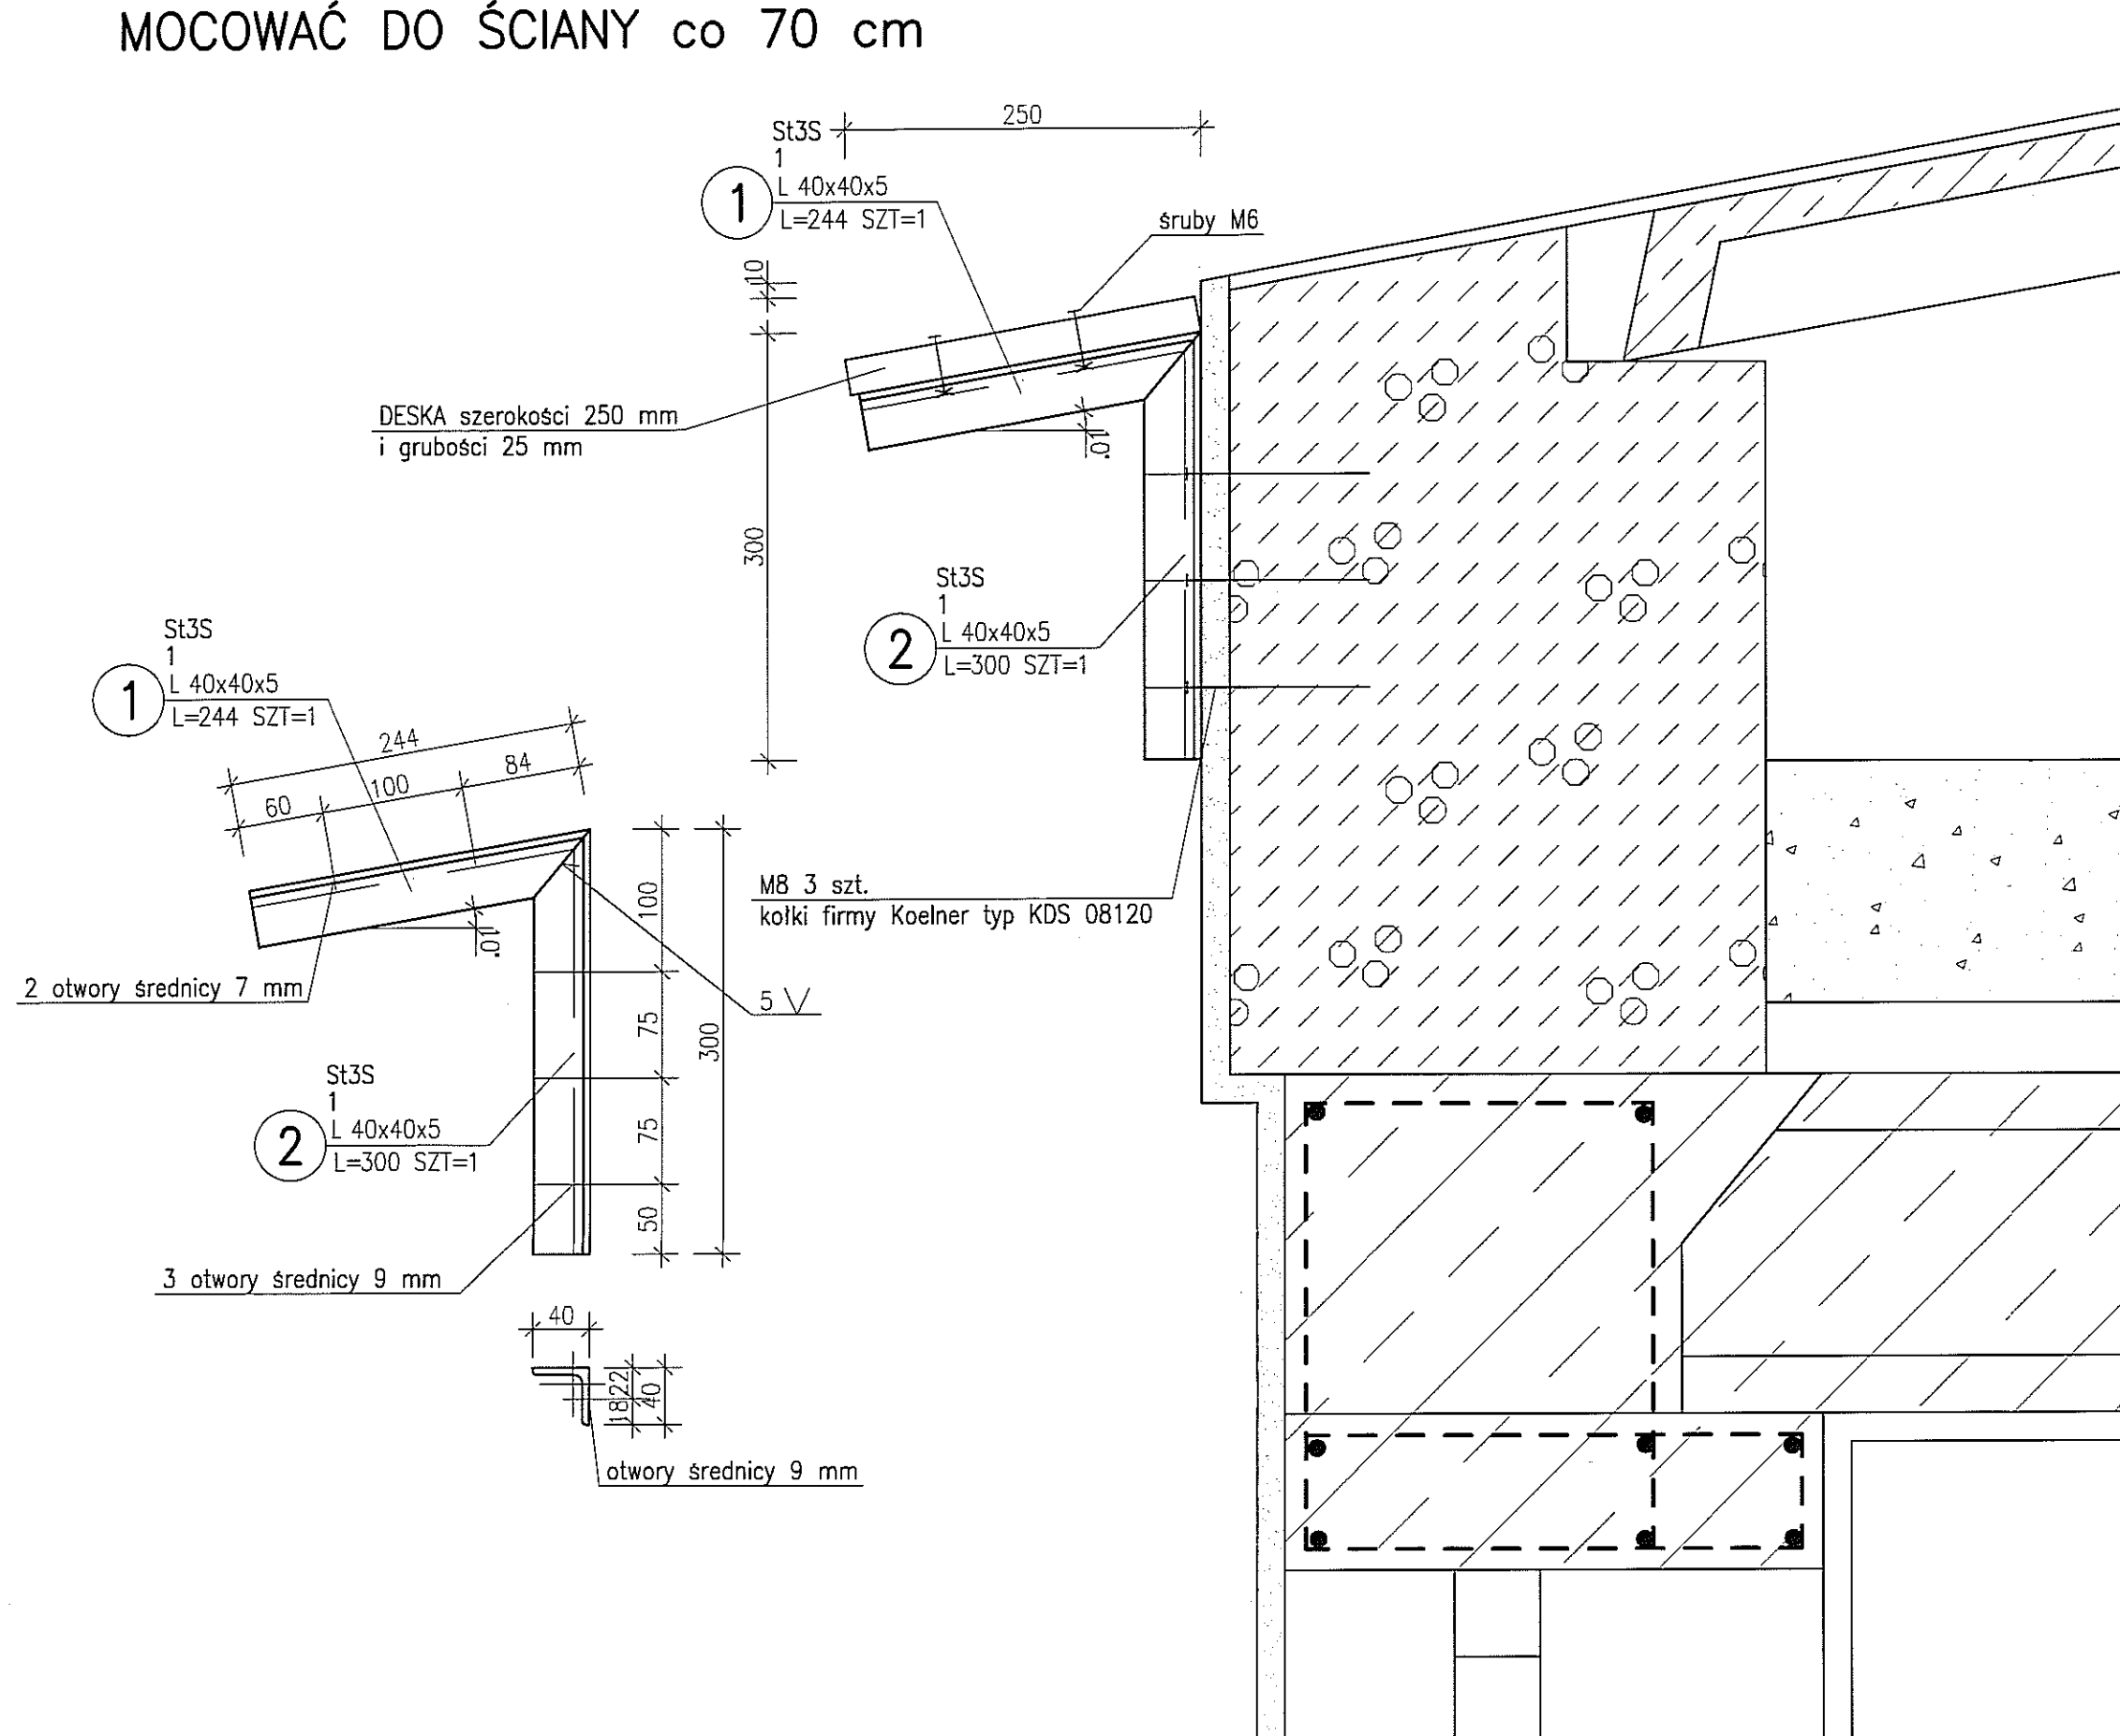 MOCOWAĆ DO ŚCIANY co 70 cm
250
St3S
1
1
L 40x40x5
L=244 SZT=1
śruby M6
10
DESKA szerokości 250 mm
i grubości 25 mm
10°
300
St3S
1
2
L 40x40x5
L=300 SZT=1
St3S
1
1
L 40x40x5
L=244 SZT=1
244
84
100
60
M8 3 szt.
kołki firmy Koelner typ KDS 08120
100
10°
2 otwory średnicy 7 mm
5
75
300
St3S
1
2
L 40x40x5
L=300 SZT=1
75
50
3 otwory średnicy 9 mm
40
22
18
40
otwory średnicy 9 mm